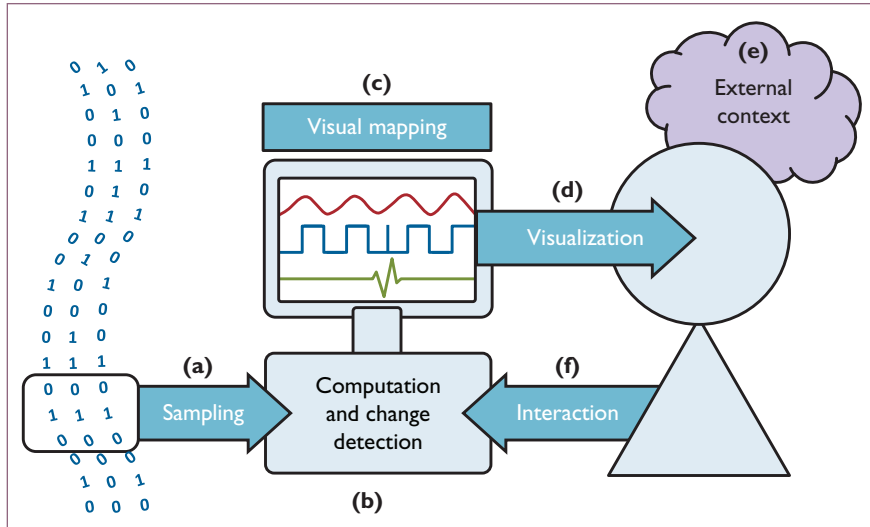 0 1 0
1 0 1
0 1 0
0 0 1
1 1 0
0 1 0
1 1 1
0 0 0
0 1 0
1 0 1
0 0 0
0 1 0
1 1 1
0 0 0
1 1 1
0 0 0
0 0 0
1 0 1
0 0 0
(a)
Sampling
Computation
and change
detection
(b)
(c)
Visual mapping
(d)
Visualization
(e)
External
context
(f)
Interaction